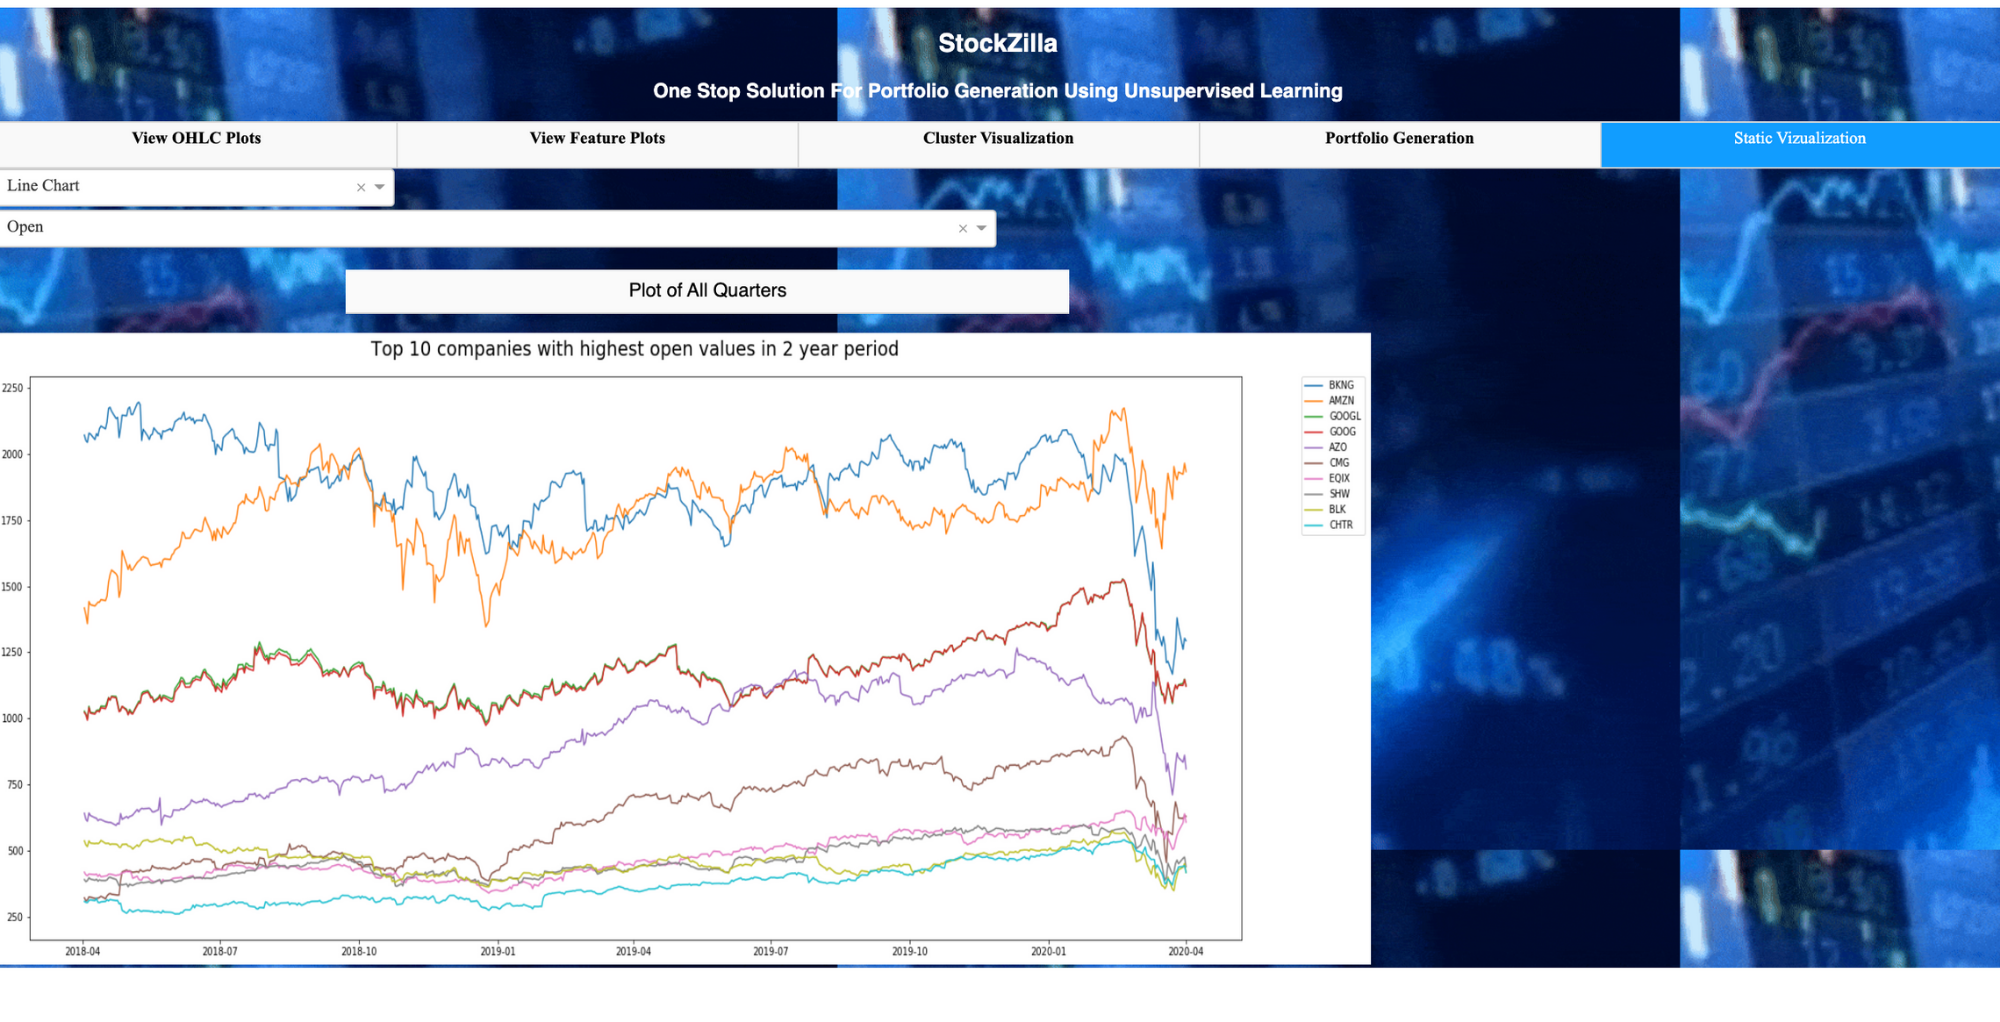 StockZilla
One Stop Solution For Portfolio Generation Using Unsupervised Learning
View OHLC Plots
View Feature Plots
Cluster Visualization
Portfolio Generation
Static Vizualization
Line Chart
Open
Plot of All Quarters
Top 10 companies with highest open values in 2 year period
2250
2000
1750
1500
1250
1000
750
500
250
2018-04
2018-07
2018-10
2019-01
2019-04
2019-07
2019-10
2020-01
2020-04
BKNG
AMZN
GOOGL
GOOG
AZO
CMG
EQIX
SHW
BLK
CHTR